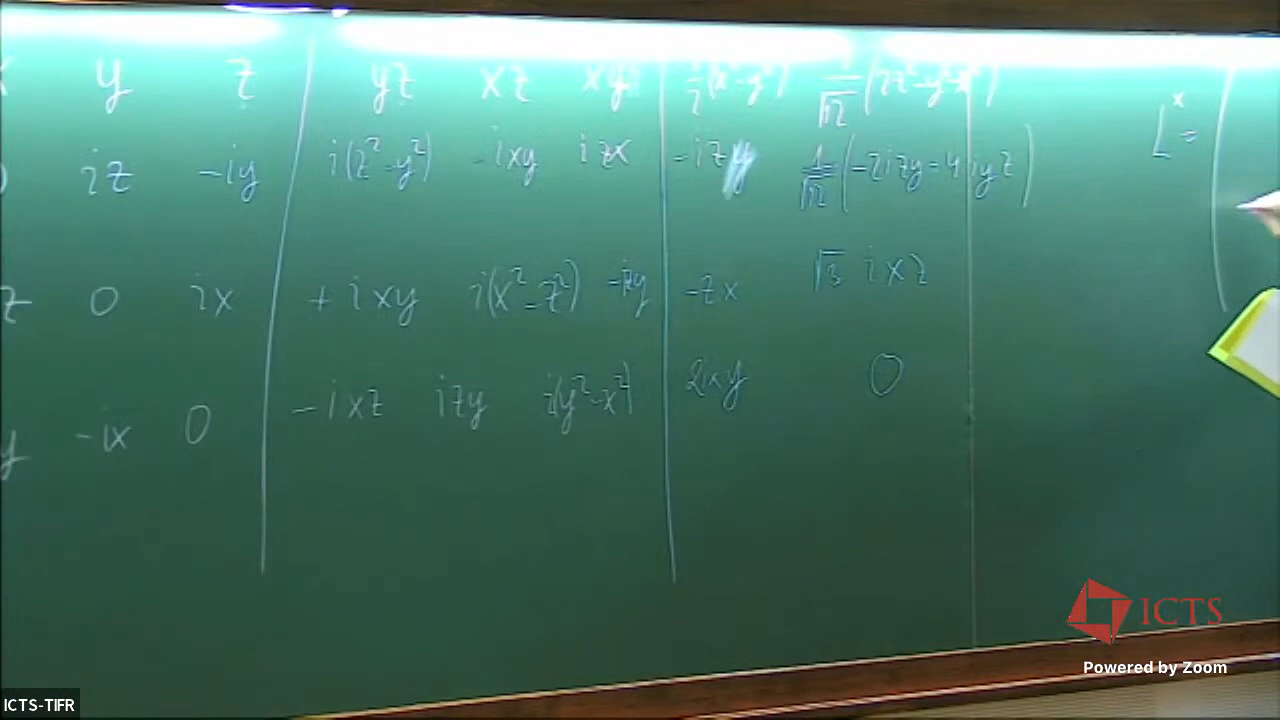 y z yz xz xy ½(x²-y²) 1/√12 (2z²-y²-x²)
iz -iy i(z²-y²) -ixy izx -izy 1/√12 (-2izy-4iyz) L^x =
z 0 ix +ixy i(x²-z²) -izy -zx √3 ixz
y -ix 0 -ixz izy i(y²-x²) 2ixy 0
ICTS
Powered by Zoom
ICTS-TIFR